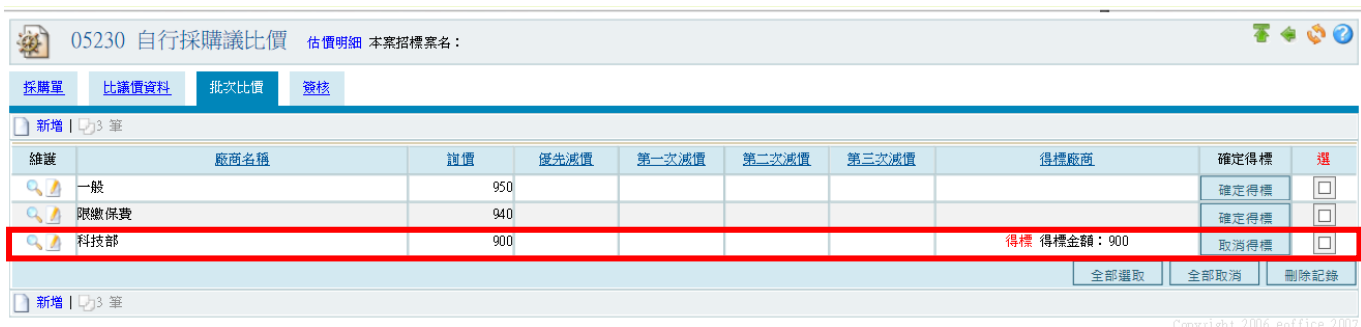 05230 自行採購議比價 估價明細 本案招標案名：
採購單 比議價資料 批次比價 簽核
新增 | 3 筆
維護 廠商名稱 詢價 優先減價 第一次減價 第二次減價 第三次減價 得標廠商 確定得標 選
一般 950 確定得標
限繳保費 940 確定得標
科技部 900 得標 得標金額：900 取消得標
全部選取 全部取消 刪除記錄
新增 | 3 筆
Copyright 2006 eoffice 2007